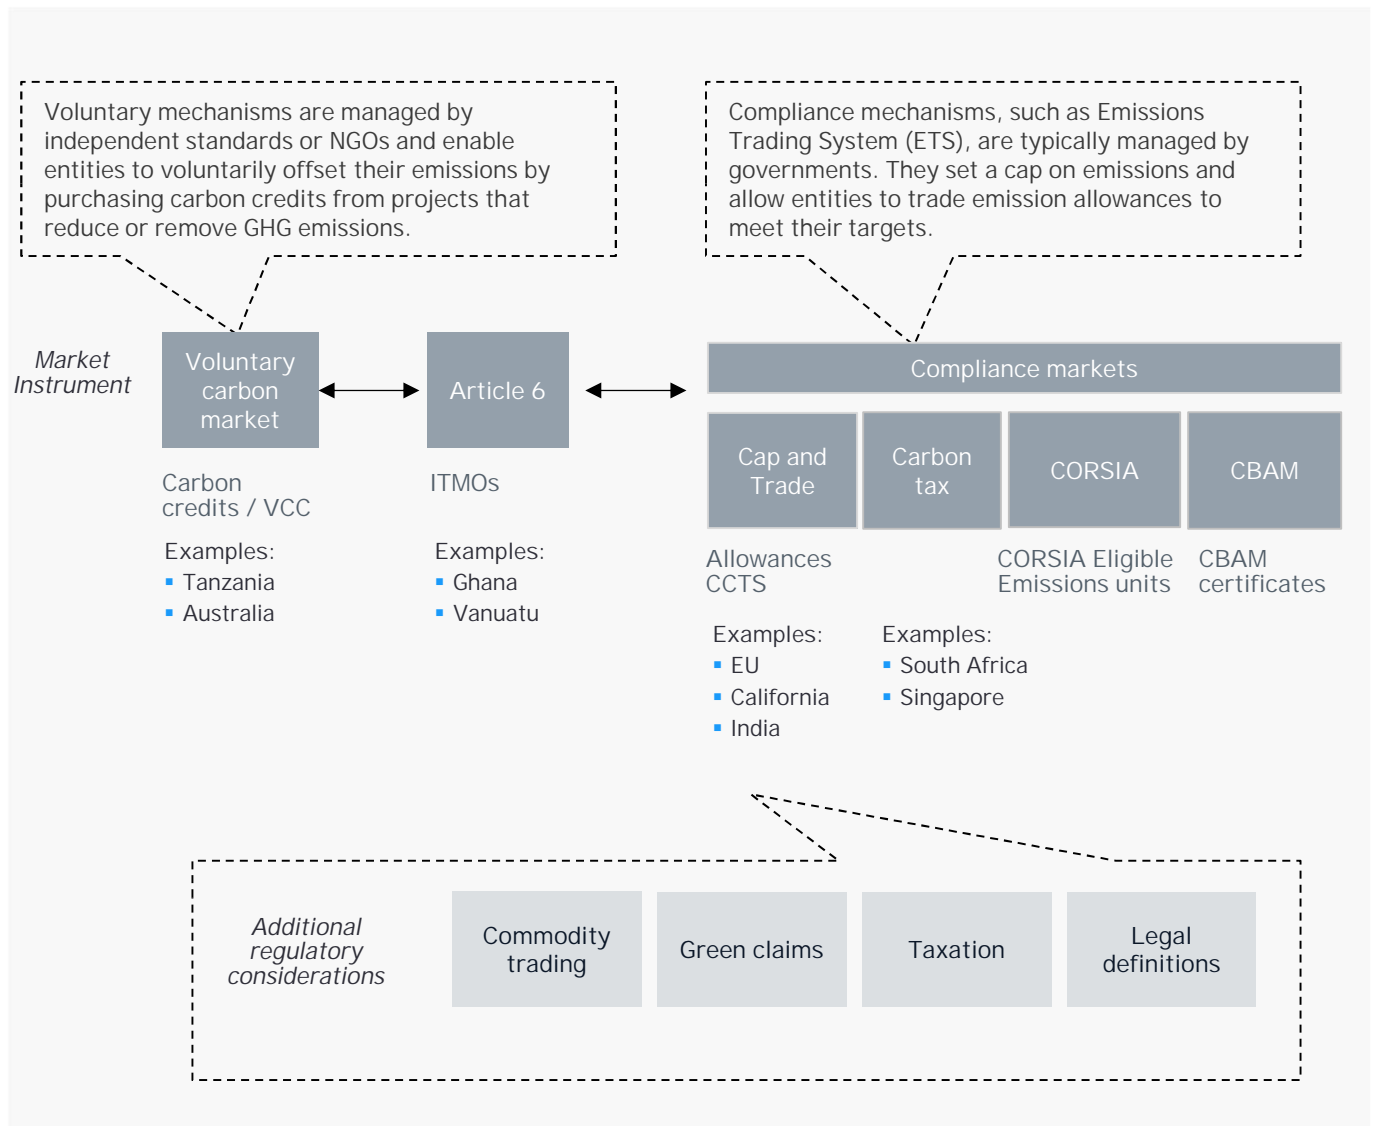 Voluntary mechanisms are managed by
independent standards or NGOs and enable
entities to voluntarily offset their emissions by
purchasing carbon credits from projects that
reduce or remove GHG emissions.
Compliance mechanisms, such as Emissions
Trading System (ETS), are typically managed by
governments. They set a cap on emissions and
allow entities to trade emission allowances to
meet their targets.
Market
Instrument
Voluntary
carbon
market
Article 6
Compliance markets
Cap and
Trade
Carbon
tax
CORSIA
CBAM
Carbon
credits / VCC
Examples:
Tanzania
Australia
ITMOs
Examples:
Ghana
Vanuatu
Allowances
CCTS
Examples:
EU
California
India
Examples:
South Africa
Singapore
CORSIA Eligible
Emissions units
CBAM
certificates
Additional
regulatory
considerations
Commodity
trading
Green claims
Taxation
Legal
definitions